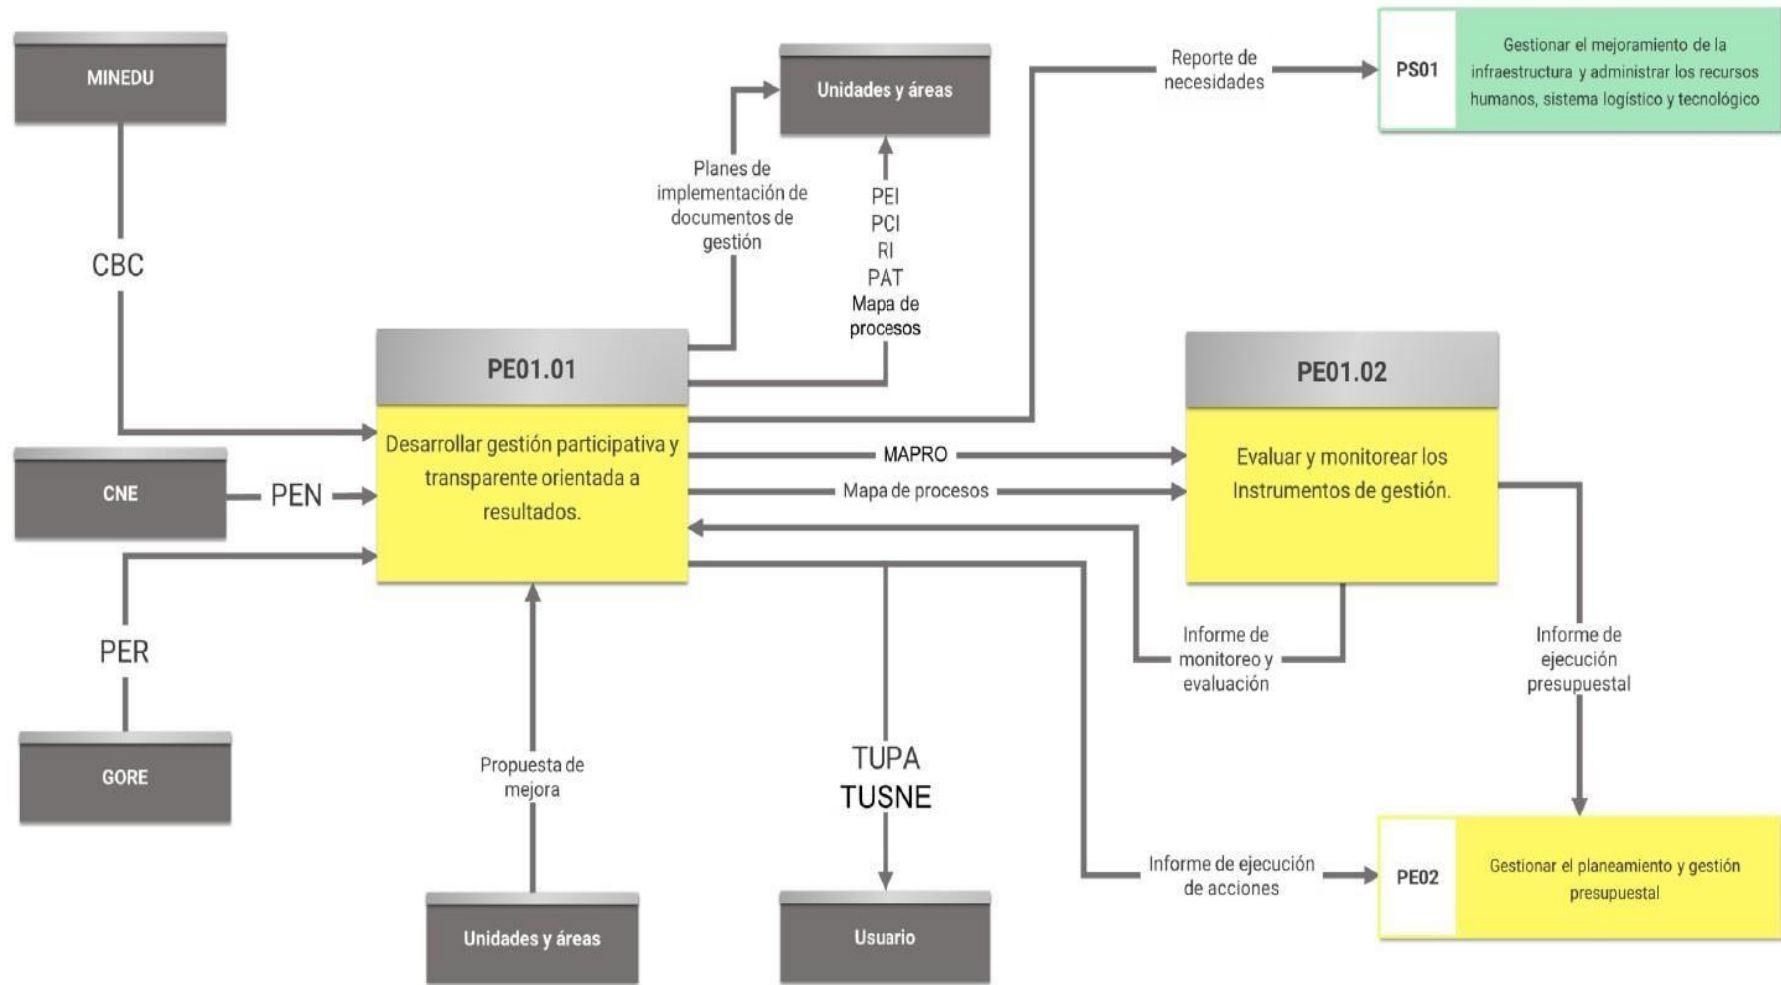 MINEDU
CBC
CNE
PEN
PER
GORE
PE01.01
Desarrollar gestión participativa y
transparente orientada a
resultados.
Propuesta de
mejora
Unidades y áreas
Unidades y áreas
Planes de
implementación de
documentos de
gestión
PEI
PCI
RI
PAT
Mapa de
procesos
Reporte de
necesidades
PS01
Gestionar el mejoramiento de la
infraestructura y administrar los recursos
humanos, sistema logístico y tecnológico
MAPRO
Mapa de procesos
PE01.02
Evaluar y monitorear los
Instrumentos de gestión.
Informe de
monitoreo y
evaluación
Informe de
ejecución
presupuestal
TUPA
TUSNE
Usuario
Informe de ejecución
de acciones
PE02
Gestionar el planeamiento y gestión
presupuestal